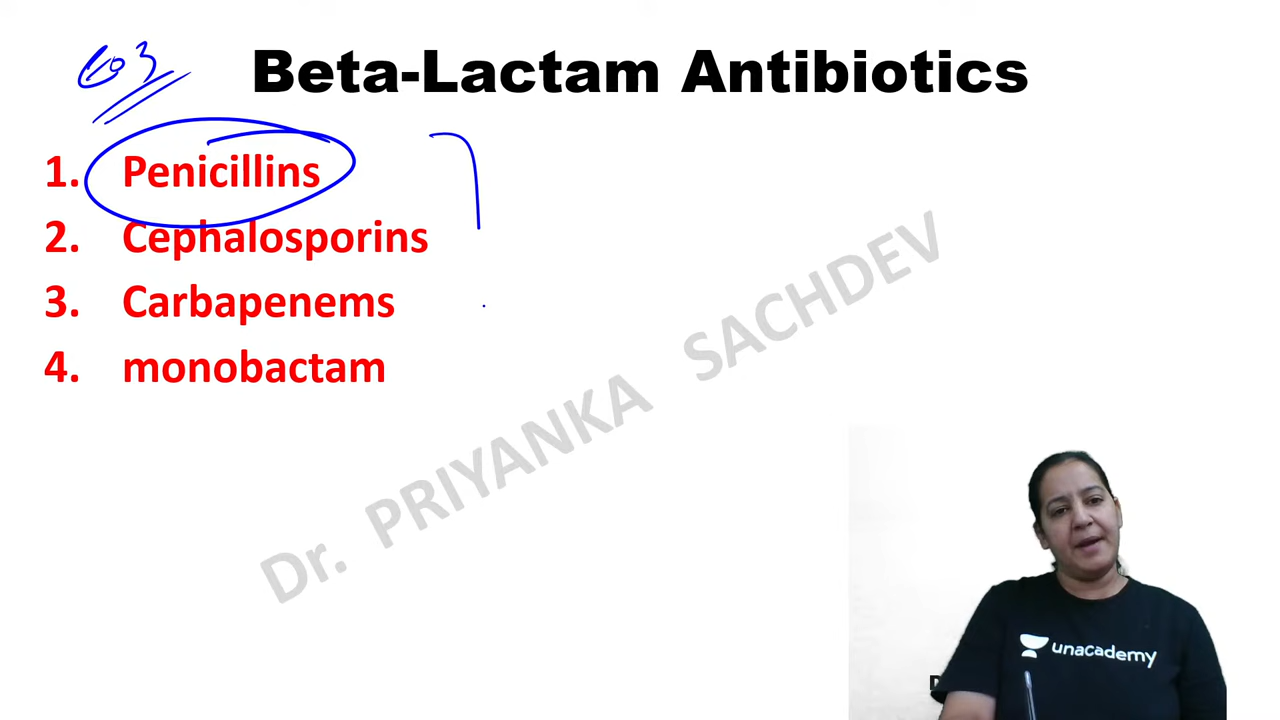 Beta-Lactam Antibiotics
1. Penicillins
2. Cephalosporins
3. Carbapenems
4. monobactam
Dr. PRIYANKA SACHDEV
unacademy